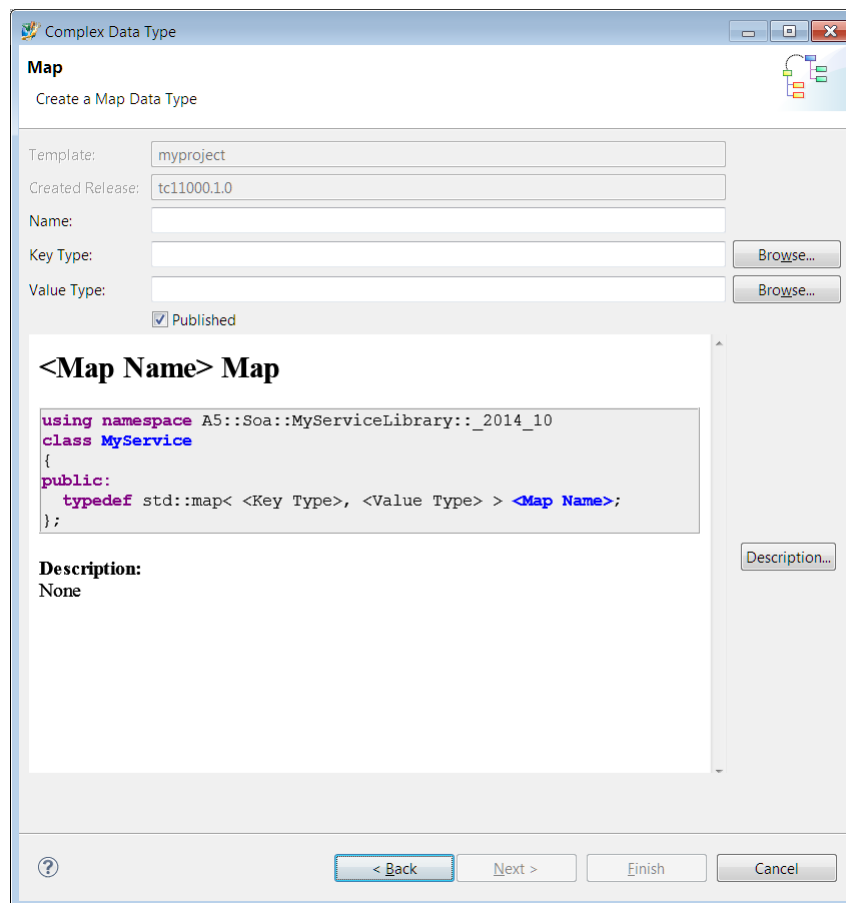 Complex Data Type
Map
Create a Map Data Type
Template: myproject
Created Release: tc11000.1.0
Name:
Key Type: Browse...
Value Type: Browse...
Published
<Map Name> Map
using namespace A5::Soa::MyServiceLibrary::_2014_10
class MyService
{
public:
  typedef std::map< <Key Type>, <Value Type> > <Map Name>;
};
Description:
None
Description...
? < Back Next > Finish Cancel